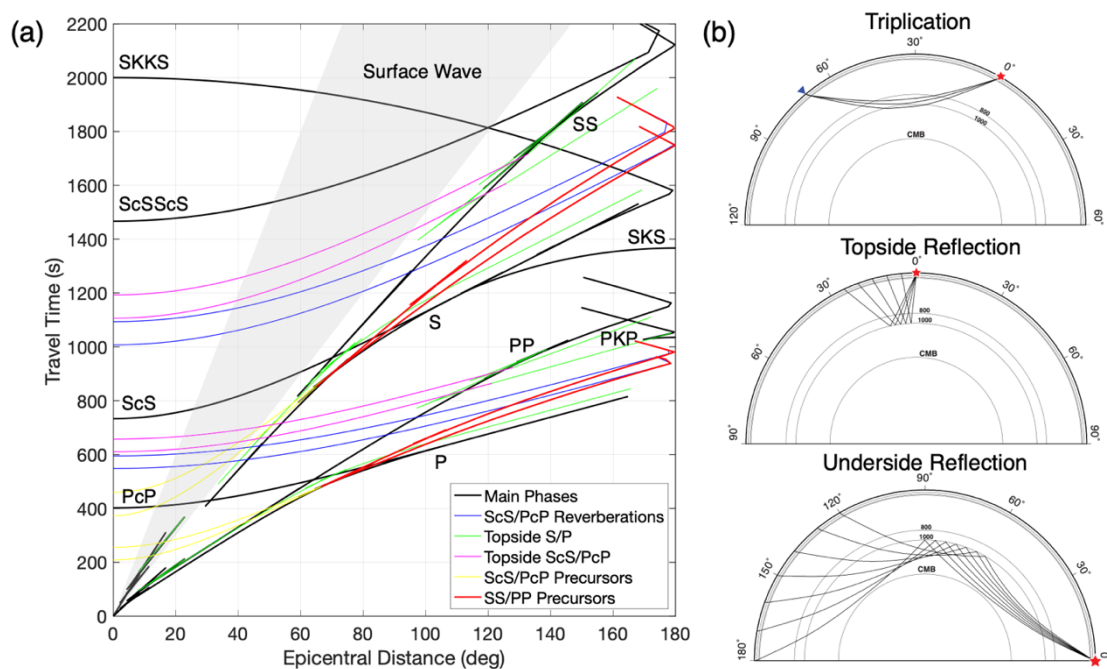 (a)
2200
2000
1800
1600
1400
1200
1000
800
600
400
200
0
Travel Time (s)
0 20 40 60 80 100 120 140 160 180
Epicentral Distance (deg)
SKKS
Surface Wave
SS
ScSScS
SKS
S
PP
PKP
ScS
P
PcP
Main Phases
ScS/PcP Reverberations
Topside S/P
Topside ScS/PcP
ScS/PcP Precursors
SS/PP Precursors
(b)
Triplication
30°
60° 0°
90° 30°
800
1000
CMB
120° 60°
Topside Reflection
0°
30° 30°
60° 60°
800
1000
CMB
90° 90°
Underside Reflection
90°
120° 60°
150° 30°
800
1000
CMB
180° 0